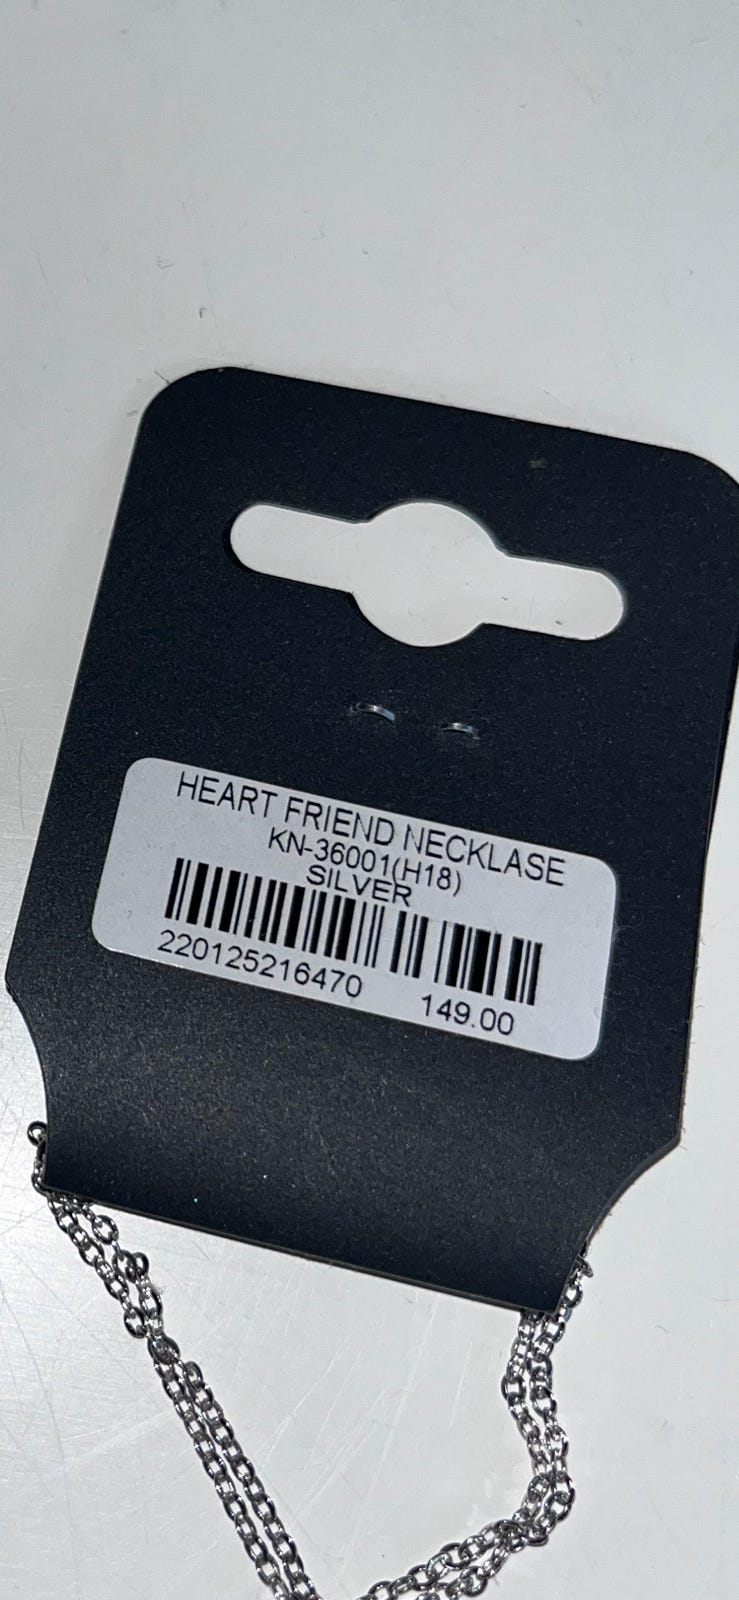 HEART FRIEND NECKLASE
KN-36001(H18)
SILVER
220125216470 149.00